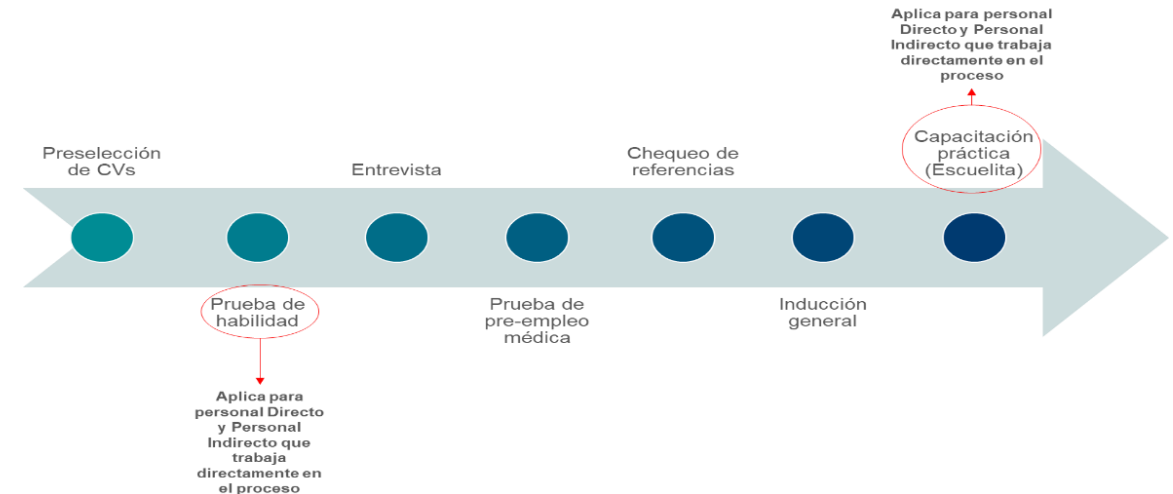 Aplica para personal
Directo y Personal
Indirecto que trabaja
directamente en el
proceso
Preselección
de CVs
Entrevista
Chequeo de
referencias
Capacitación
práctica
(Escuelita)
Prueba de
habilidad
Prueba de
pre-empleo
médica
Inducción
general
Aplica para
personal Directo
y Personal
Indirecto que
trabaja
directamente en
el proceso